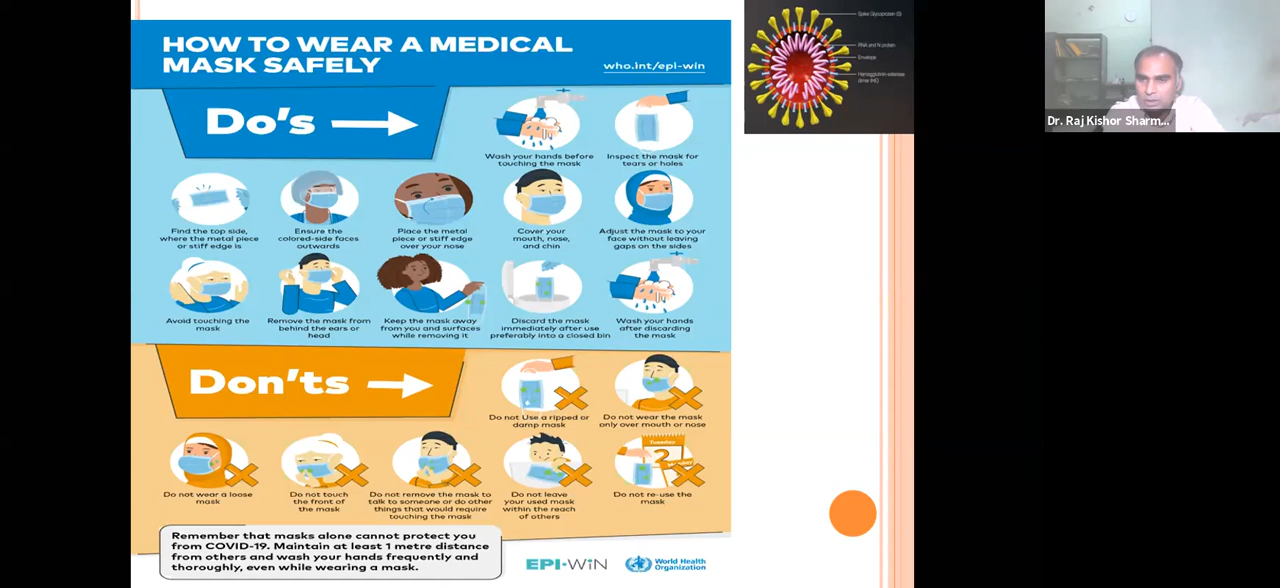 HOW TO WEAR A MEDICAL
MASK SAFELY
who.int/epi-win
Do's
Wash your hands before
touching the mask
Inspect the mask for
tears or holes
Find the top side,
where the metal piece
or stiff edge is
Ensure the
colored-side faces
outwards
Place the metal
piece or stiff edge
over your nose
Cover your
mouth, nose,
and chin
Adjust the mask to your
face without leaving
gaps on the sides
Avoid touching the
mask
Remove the mask from
behind the ears or
head
Keep the mask away
from you and surfaces
while removing it
Discard the mask
immediately after use
preferably into a closed bin
Wash your hands
after discarding
the mask
Don'ts
Do not Use a ripped or
damp mask
Do not wear the mask
only over mouth or nose
Do not wear a loose
mask
Do not touch
the front of
the mask
Do not remove the mask to
talk to someone or do other
things that would require
touching the mask
Do not leave
your used mask
within the reach
of others
Tuesday
2
Do not re-use the
mask
Remember that masks alone cannot protect you
from COVID-19. Maintain at least 1 metre distance
from others and wash your hands frequently and
thoroughly, even while wearing a mask.
EPI-WiN
World Health
Organization
Spike Glycoprotein (S)
RNA and N protein
Envelope
Dr. Raj Kishor Sharm...